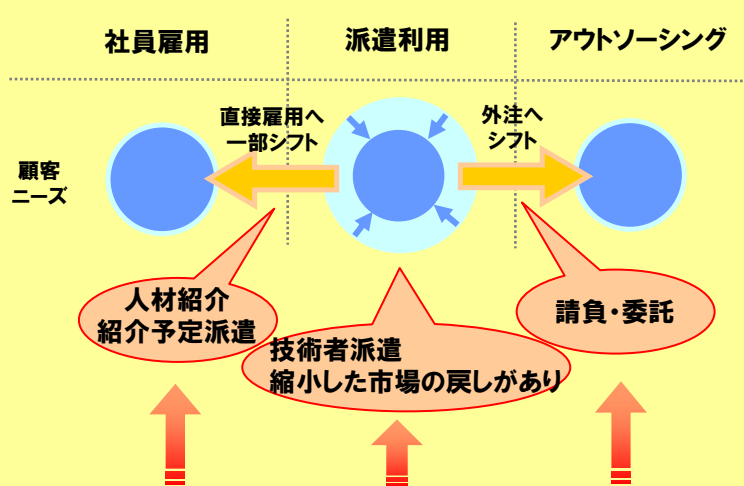 社員雇用
派遣利用
アウトソーシング
直接雇用へ
一部シフト
外注へ
シフト
顧客
ニーズ
人材紹介
紹介予定派遣
技術者派遣
縮小した市場の戻しがあり
請負・委託